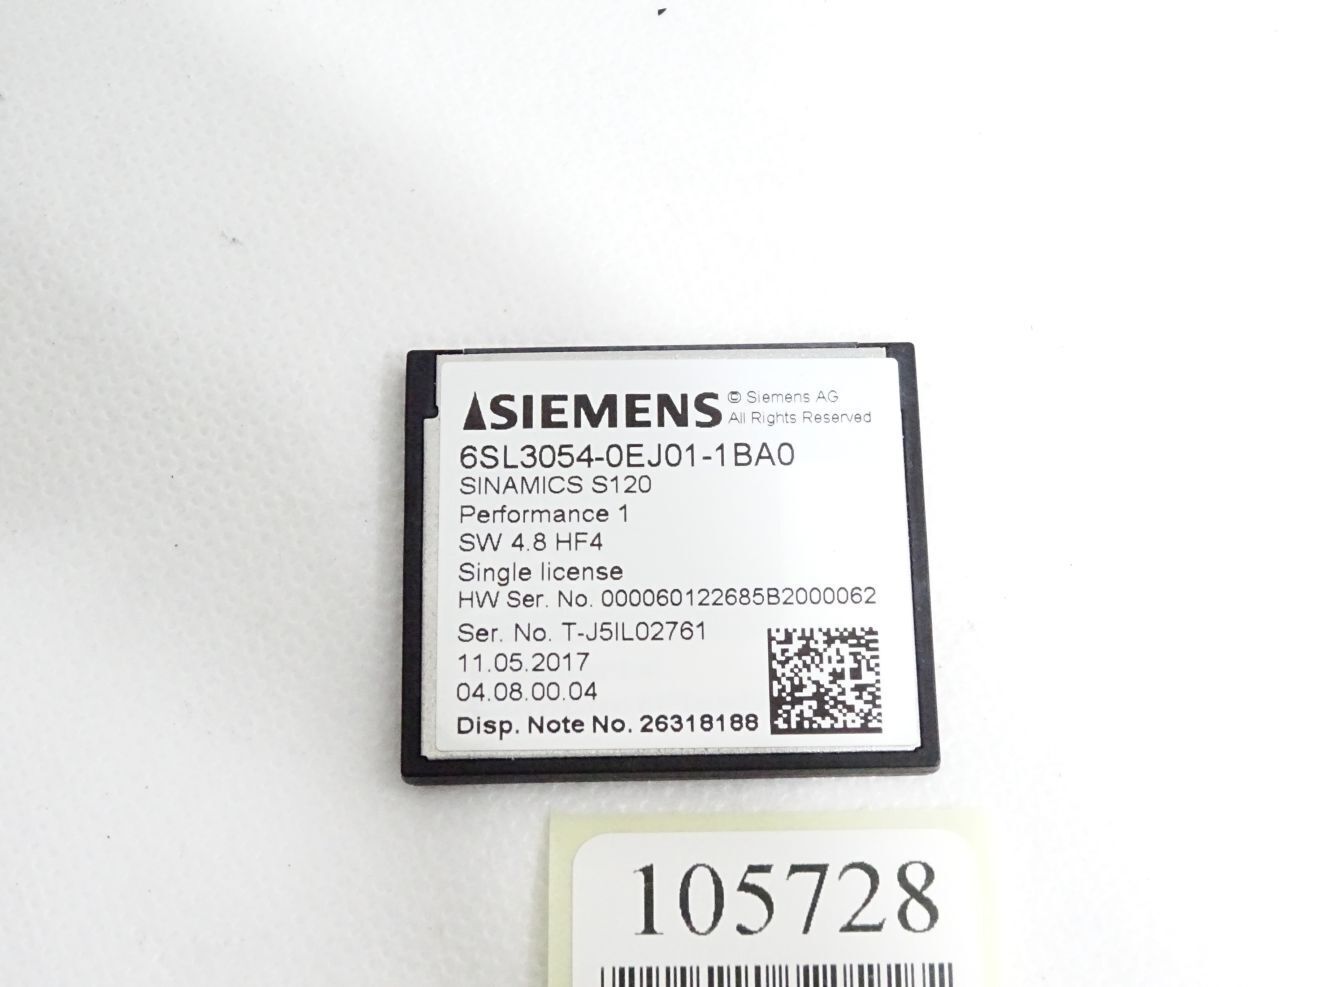 SIEMENS © Siemens AG
All Rights Reserved
6SL3054-0EJ01-1BA0
SINAMICS S120
Performance 1
SW 4.8 HF4
Single license
HW Ser. No. 000060122685B2000062
Ser. No. T-J5IL02761
11.05.2017
04.08.00.04
Disp. Note No. 26318188
105728